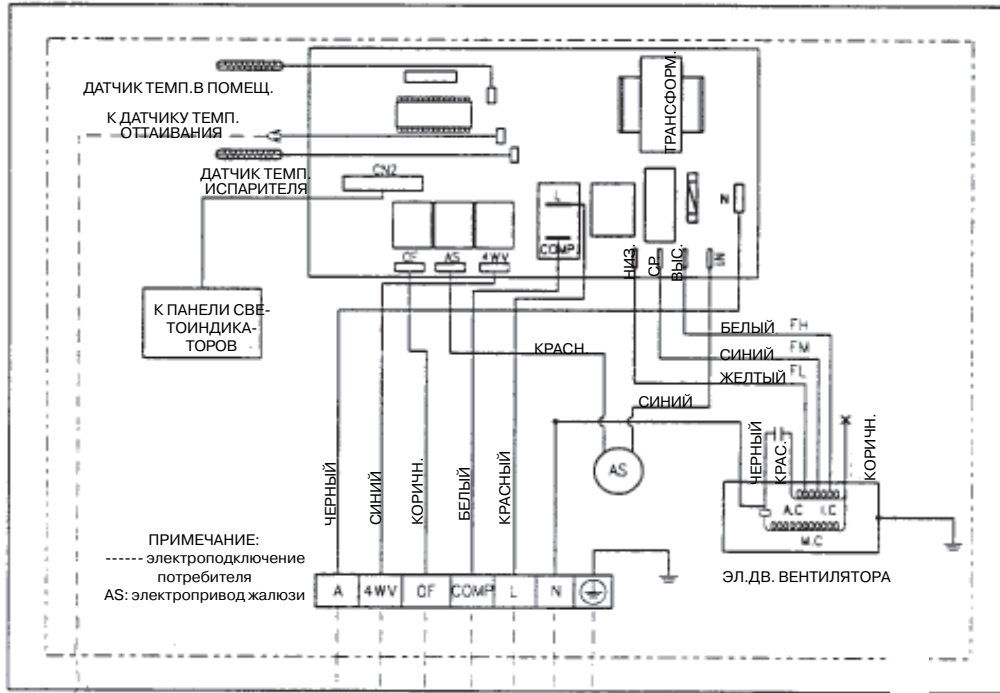 ДАТЧИК ТЕМП.В ПОМЕЩ.
К ДАТЧИКУ ТЕМП.
ОТТАИВАНИЯ
ДАТЧИК ТЕМП.
ИСПАРИТЕЛЯ
CN2
ТРАНСФОРМ.
L
COMP
N
OF
AS
4WV
НИЗ.
СР.
ВЫС.
К ПАНЕЛИ СВЕ-
ТОИНДИКА-
ТОРОВ
БЕЛЫЙ FH
СИНИЙ FM
ЖЕЛТЫЙ FL
КРАСН.
СИНИЙ
AS
ЧЕРНЫЙ
КРАС.
КОРИЧН.
A.C I.C
M.C
ЭЛ.ДВ. ВЕНТИЛЯТОРА
ЧЕРНЫЙ
СИНИЙ
КОРИЧН.
БЕЛЫЙ
КРАСНЫЙ
ПРИМЕЧАНИЕ:
------ электроподключение
потребителя
AS: электропривод жалюзи
A 4WV OF COMP L N